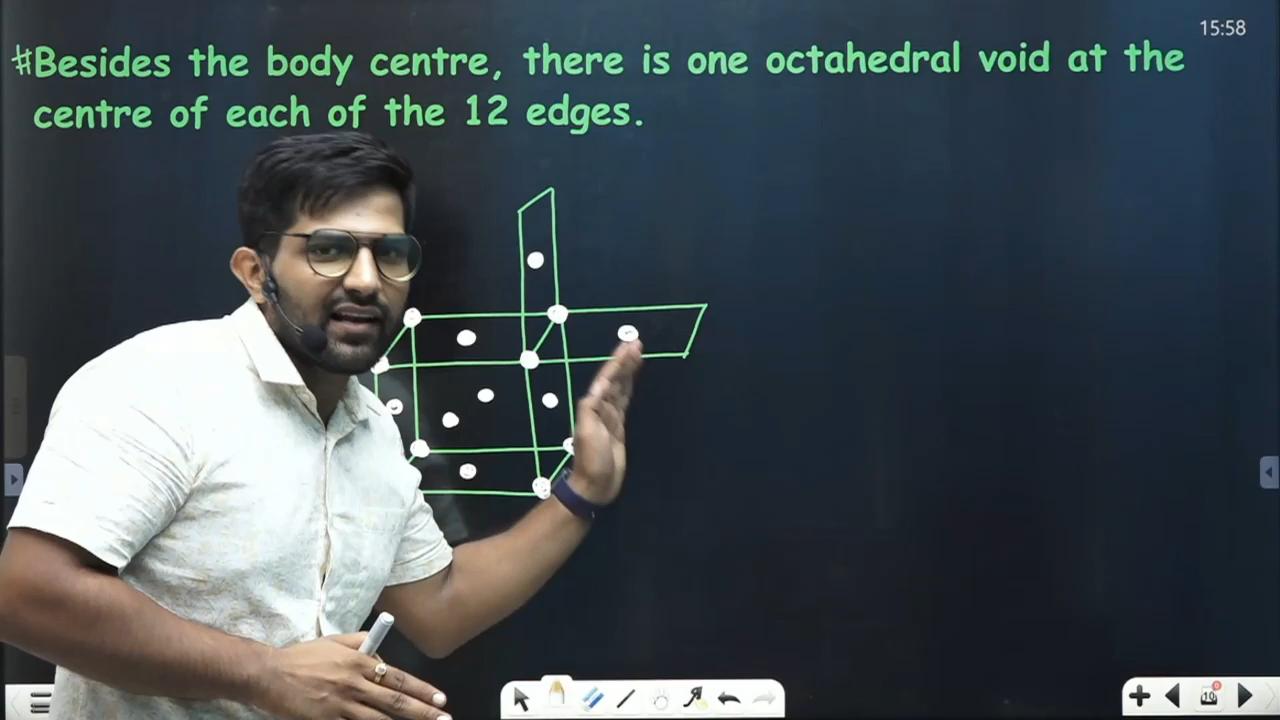 15:58
#Besides the body centre, there is one octahedral void at the
centre of each of the 12 edges.